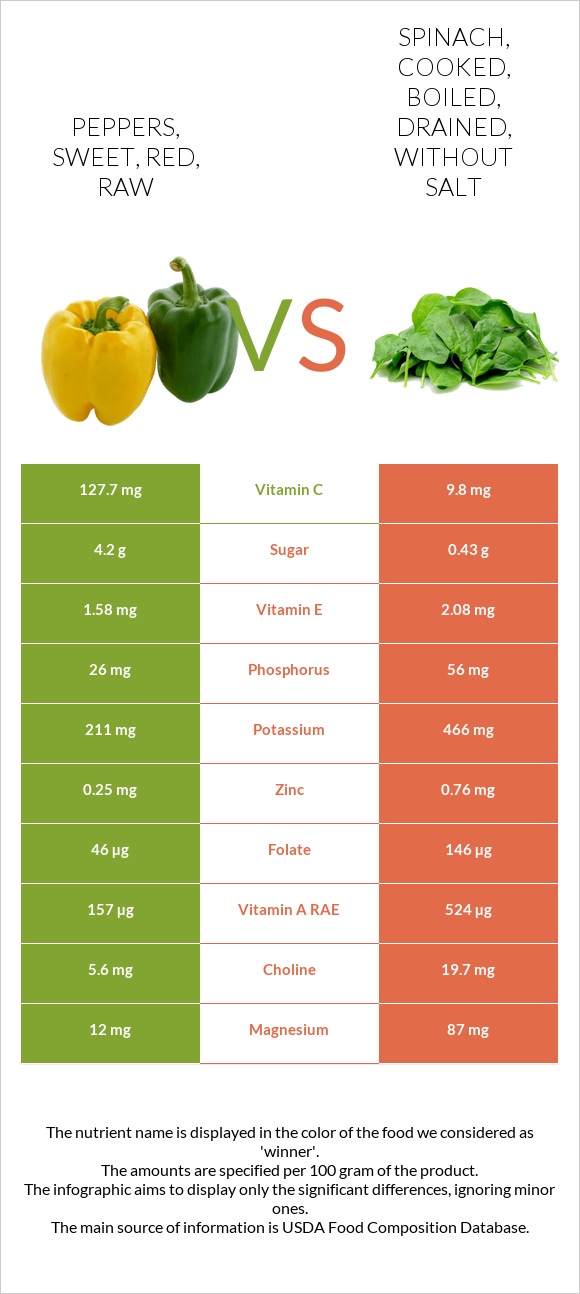 PEPPERS,
SWEET, RED,
RAW
SPINACH,
COOKED,
BOILED,
DRAINED,
WITHOUT
SALT
VS
127.7 mg Vitamin C 9.8 mg
4.2 g Sugar 0.43 g
1.58 mg Vitamin E 2.08 mg
26 mg Phosphorus 56 mg
211 mg Potassium 466 mg
0.25 mg Zinc 0.76 mg
46 µg Folate 146 µg
157 µg Vitamin A RAE 524 µg
5.6 mg Choline 19.7 mg
12 mg Magnesium 87 mg
The nutrient name is displayed in the color of the food we considered as
'winner'.
The amounts are specified per 100 gram of the product.
The infographic aims to display only the significant differences, ignoring minor
ones.
The main source of information is USDA Food Composition Database.